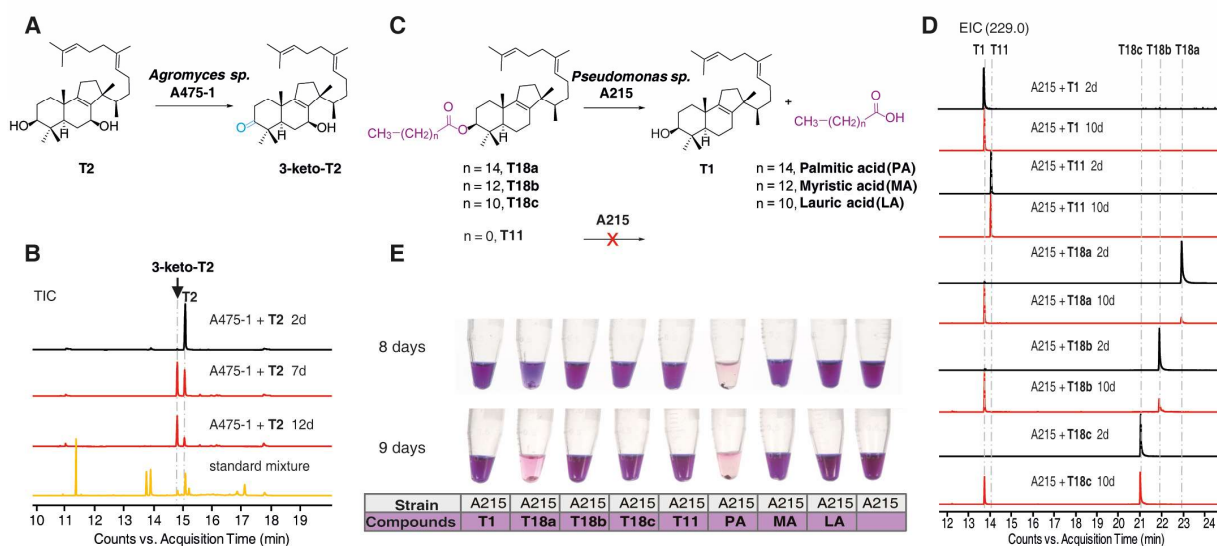 A
HO
OH
T2
Agromyces sp.
A475-1
O
OH
3-keto-T2
B
3-keto-T2
TIC
T2
A475-1 + T2 2d
A475-1 + T2 7d
A475-1 + T2 12d
standard mixture
10 11 12 13 14 15 16 17 18 19
Counts vs. Acquisition Time (min)
C
O
CH₃-(CH₂)n
O
Pseudomonas sp.
A215
HO
+
O
CH₃-(CH₂)n
OH
T1
n = 14, T18a
n = 12, T18b
n = 10, T18c
n = 0, T11
n = 14, Palmitic acid(PA)
n = 12, Myristic acid(MA)
n = 10, Lauric acid(LA)
A215
X
E
8 days
9 days
Strain A215 A215 A215 A215 A215 A215 A215 A215 A215
Compounds T1 T18a T18b T18c T11 PA MA LA
D
EIC (229.0)
T1 T11 T18c T18b T18a
A215 + T1 2d
A215 + T1 10d
A215 + T11 2d
A215 + T11 10d
A215 + T18a 2d
A215 + T18a 10d
A215 + T18b 2d
A215 + T18b 10d
A215 + T18c 2d
A215 + T18c 10d
12 13 14 15 16 17 18 19 20 21 22 23 24
Counts vs. Acquisition Time (min)
H
H
H
H